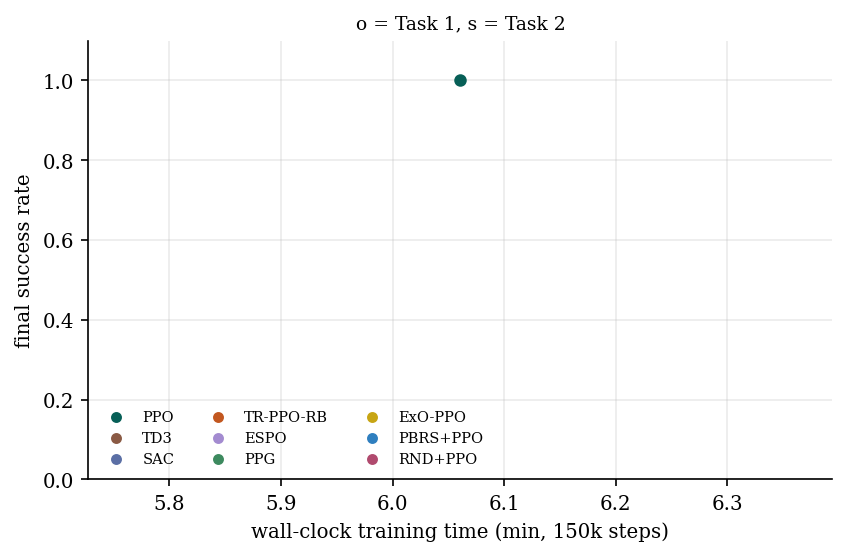 o = Task 1, s = Task 2
1.0
0.8
0.6
0.4
0.2
0.0
final success rate
PPO
TD3
SAC
TR-PPO-RB
ESPO
PPG
ExO-PPO
PBRS+PPO
RND+PPO
5.8 5.9 6.0 6.1 6.2 6.3
wall-clock training time (min, 150k steps)